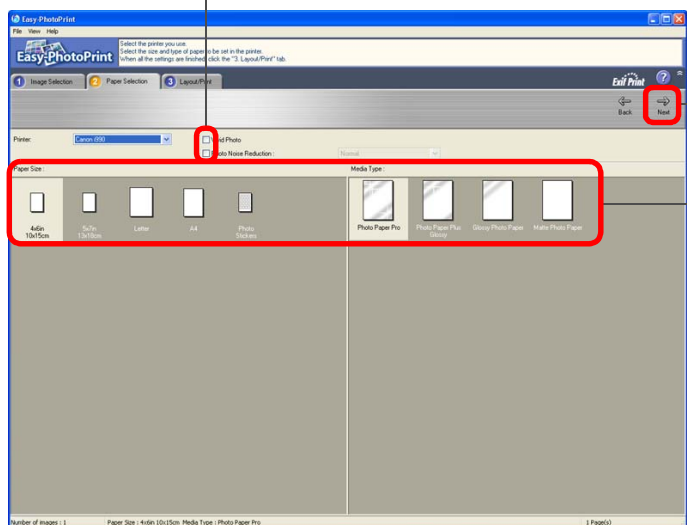 Easy-PhotoPrint
File View Help
Easy-PhotoPrint
Select the printer you use.
Select the size and type of paper to be set in the printer.
When all the settings are finished, click the "3. Layout/Print" tab.
1 Image Selection 2 Paper Selection 3 Layout/Print
Exif Print ?
Back Next
Printer: Canon i990 Vivid Photo
Photo Noise Reduction : Normal
Paper Size : Media Type :
4x6in 5x7in Letter A4 Photo
10x15cm 13x18cm Stickers
Photo Paper Pro Photo Paper Plus Glossy Photo Paper Matte Photo Paper
Glossy
Number of images : 1 Paper Size : 4x6in 10x15cm Media Type : Photo Paper Pro 1 Page(s)